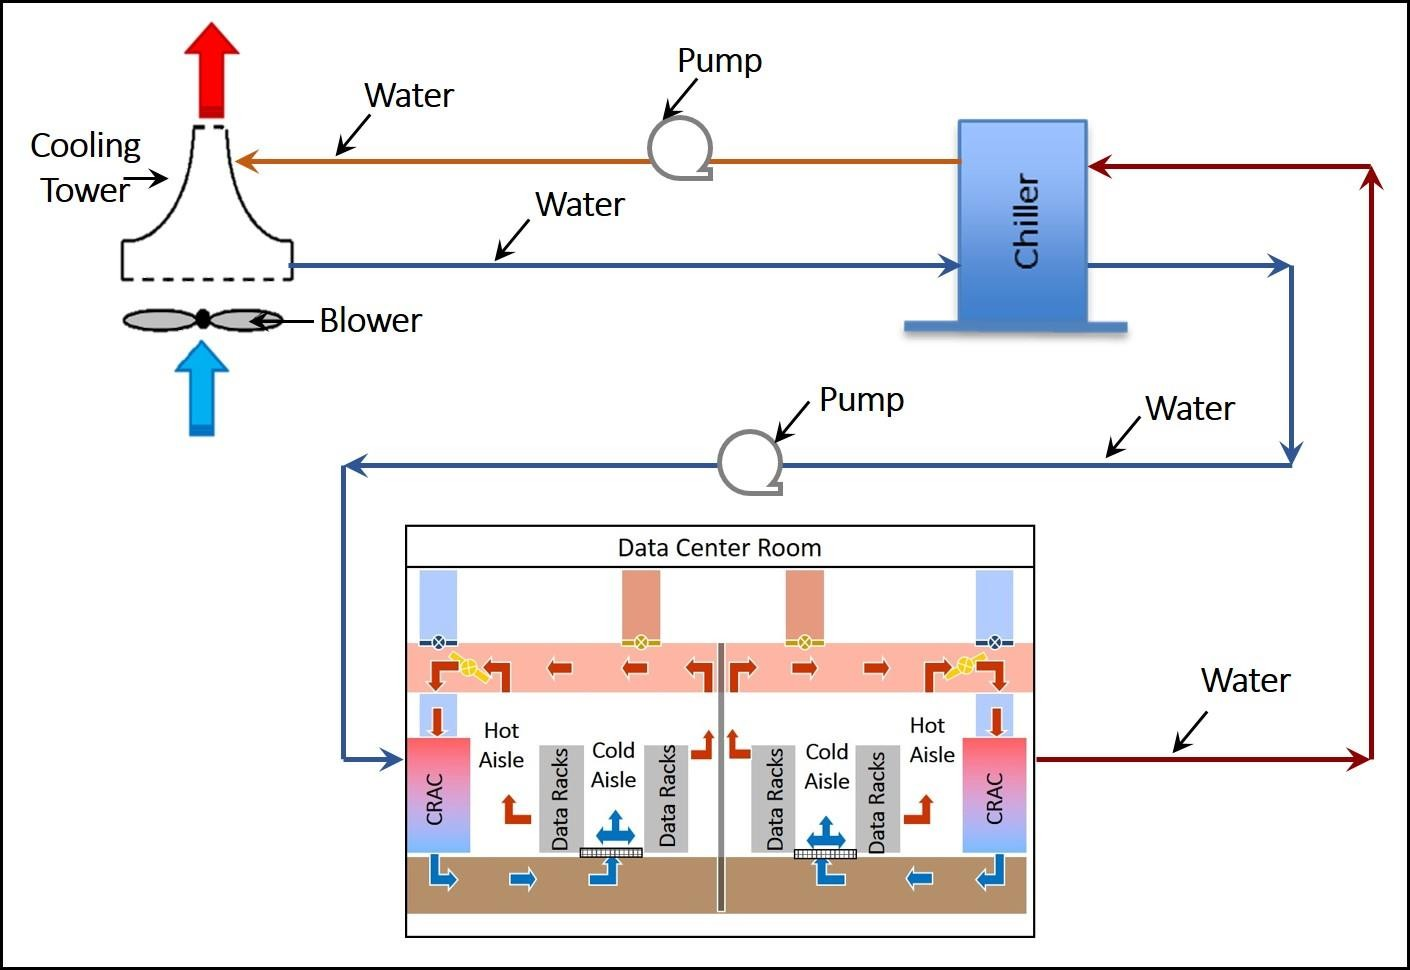 Pump
Water
Cooling
Tower
Water
Chiller
Blower
Pump
Water
Data Center Room
Water
Hot
Aisle
Cold
Aisle
Cold
Aisle
Hot
Aisle
CRAC
Data Racks
Data Racks
Data Racks
Data Racks
CRAC